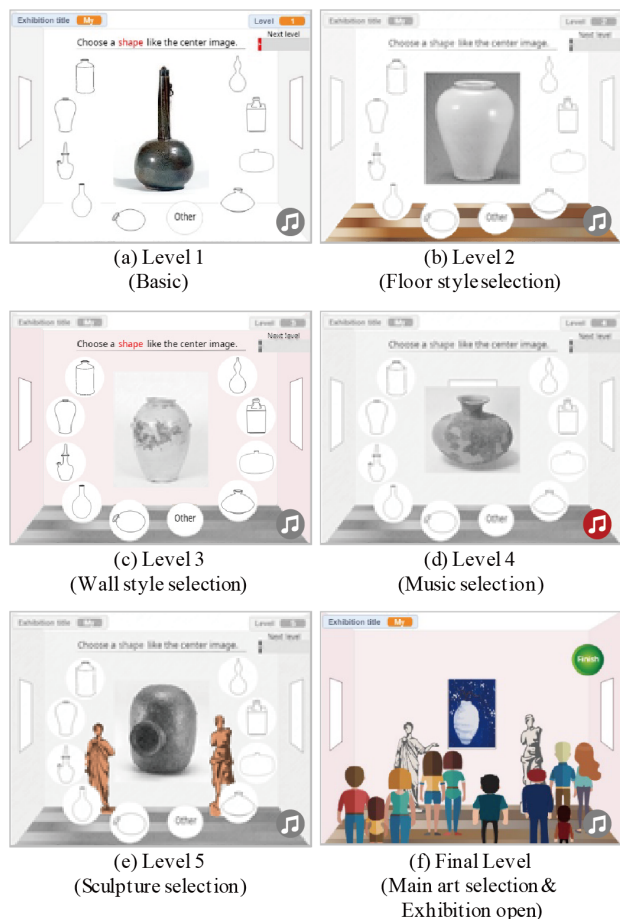 Exhibition title My Level 1
Choose a shape like the center image.
Next level
Other
Exhibition title My Level 2
Choose a shape like the center image.
Next level
Other
(a) Level 1
(Basic)
(b) Level 2
(Floor style selection)
Exhibition title My Level 3
Choose a shape like the center image.
Next level
Other
Exhibition title My Level 4
Choose a shape like the center image.
Next level
Other
(c) Level 3
(Wall style selection)
(d) Level 4
(Music selection)
Exhibition title My Level 5
Choose a shape like the center image.
Next level
Other
Exhibition title My
Finish
(e) Level 5
(Sculpture selection)
(f) Final Level
(Main art selection &
Exhibition open)